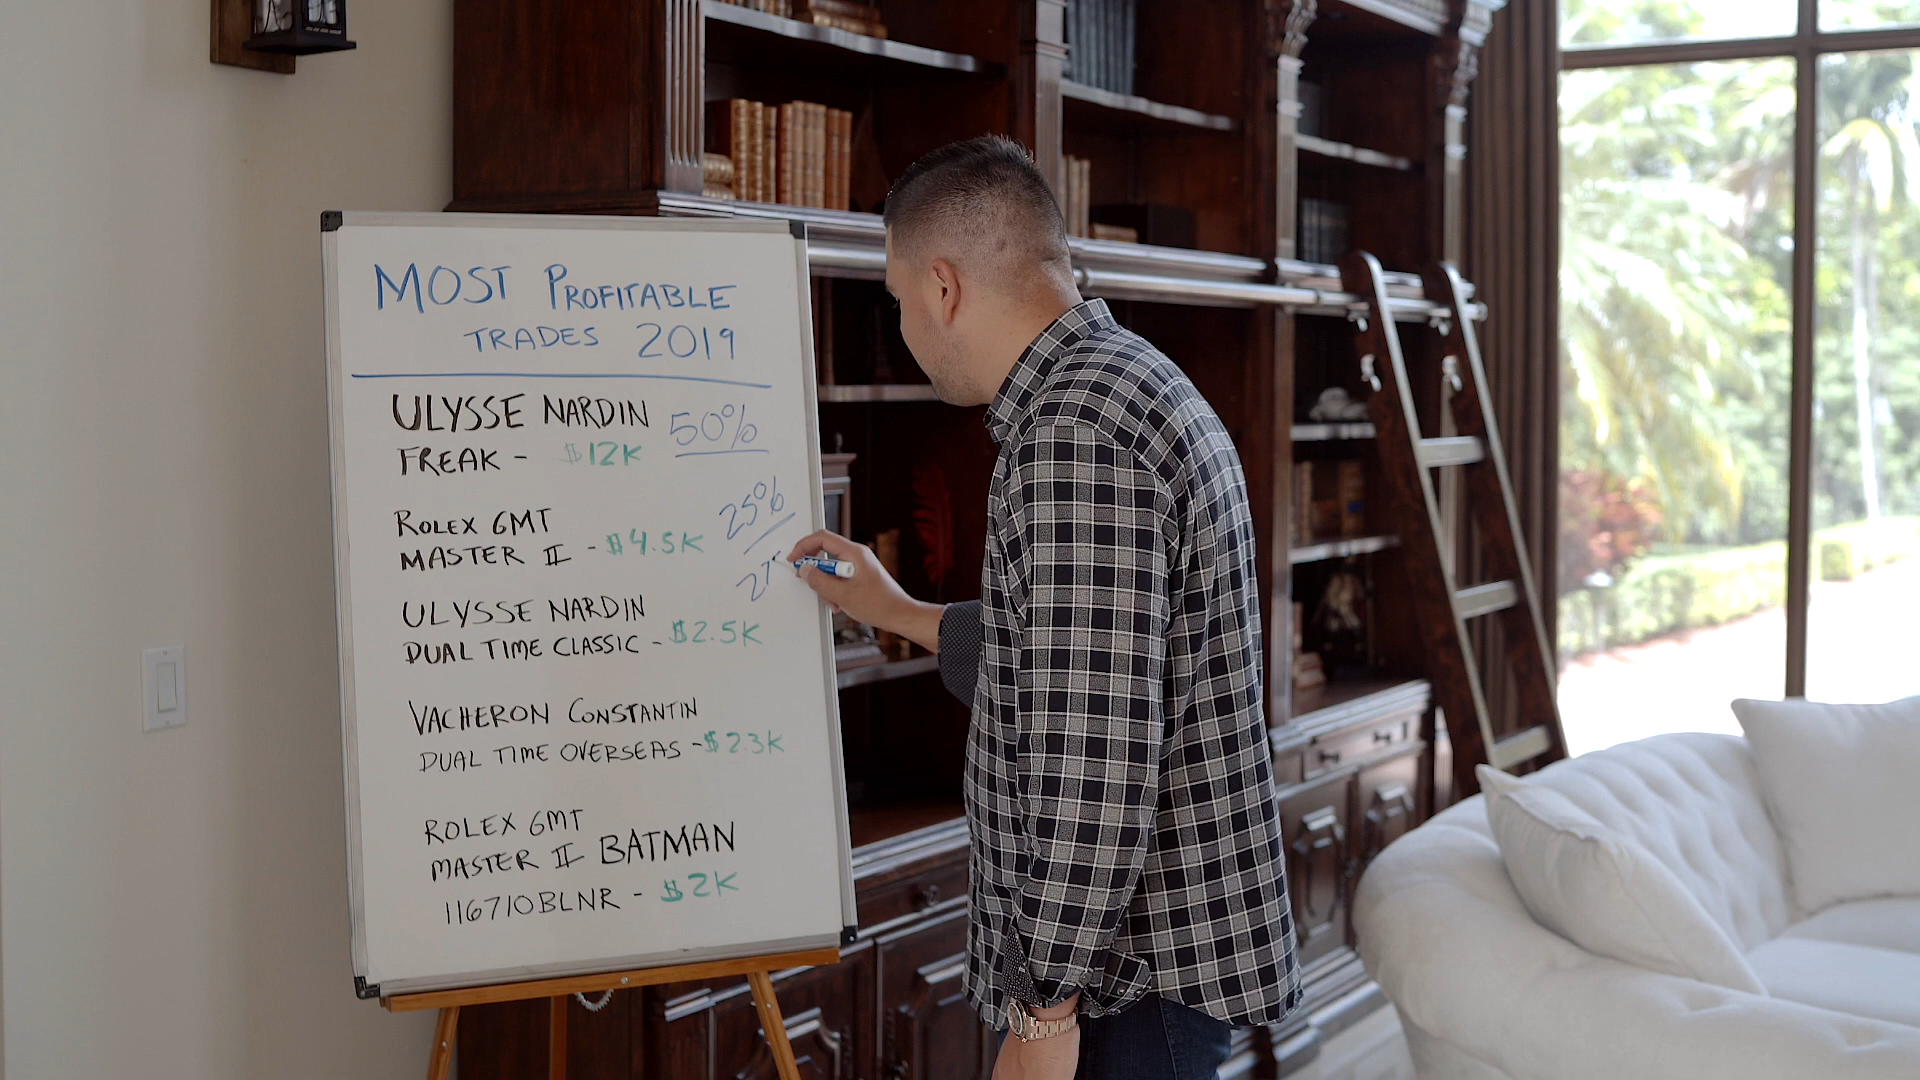 MOST PROFITABLE
TRADES 2019
ULYSSE NARDIN 50%
FREAK - $12K
ROLEX GMT 25%
MASTER II - $4.5K
27
ULYSSE NARDIN
DUAL TIME CLASSIC - $2.5K
VACHERON CONSTANTIN
DUAL TIME OVERSEAS - $2.3K
ROLEX GMT
MASTER II BATMAN
116710BLNR - $2K